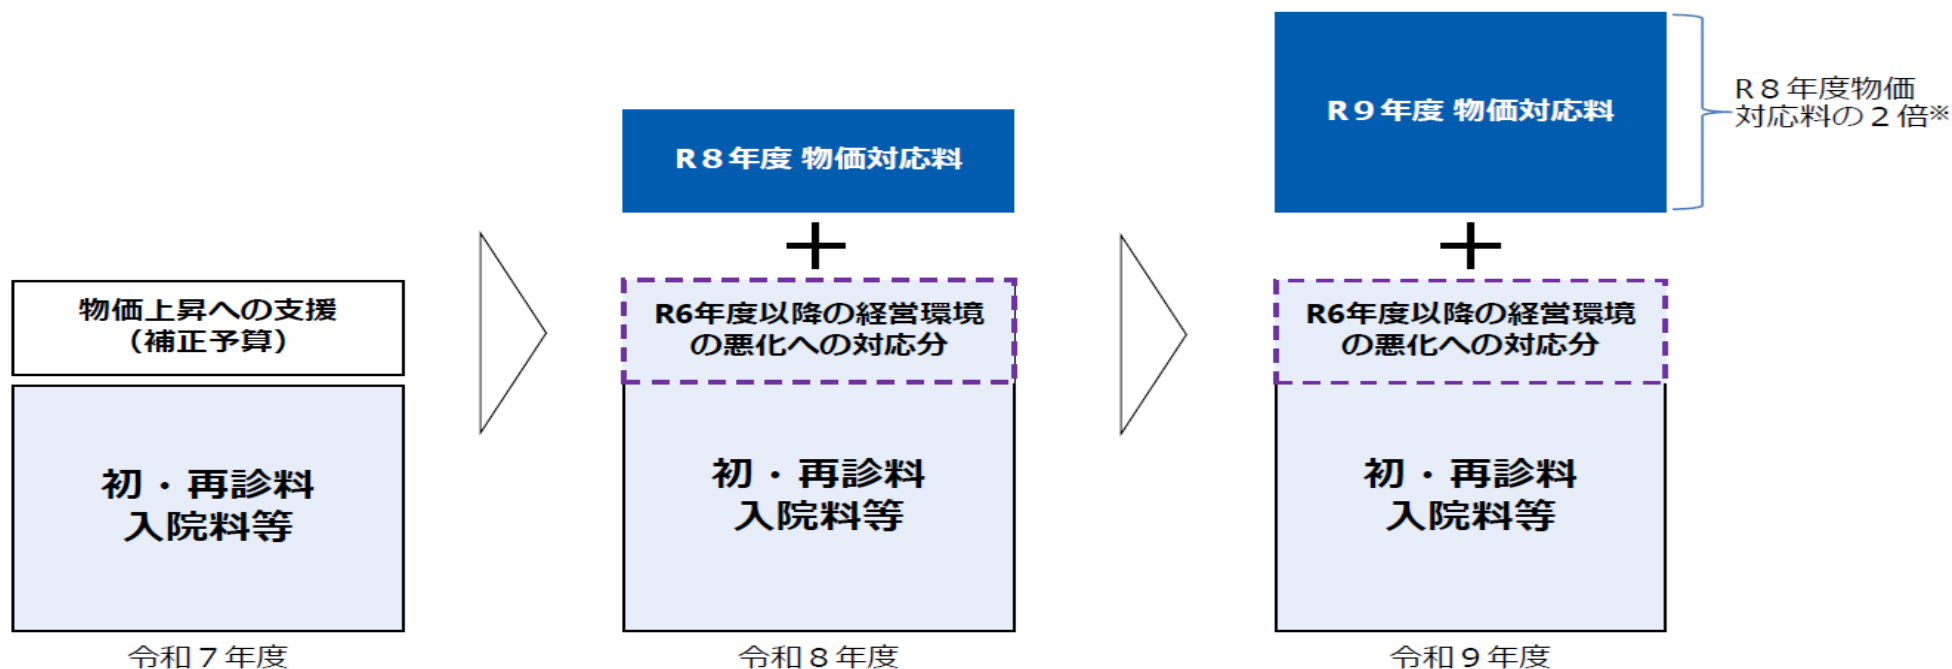 物価上昇への支援
（補正予算）
初・再診料
入院料等
令和７年度
R８年度 物価対応料
＋
R6年度以降の経営環境
の悪化への対応分
初・再診料
入院料等
令和８年度
R９年度 物価対応料
R８年度物価
対応料の２倍※
＋
R6年度以降の経営環境
の悪化への対応分
初・再診料
入院料等
令和９年度